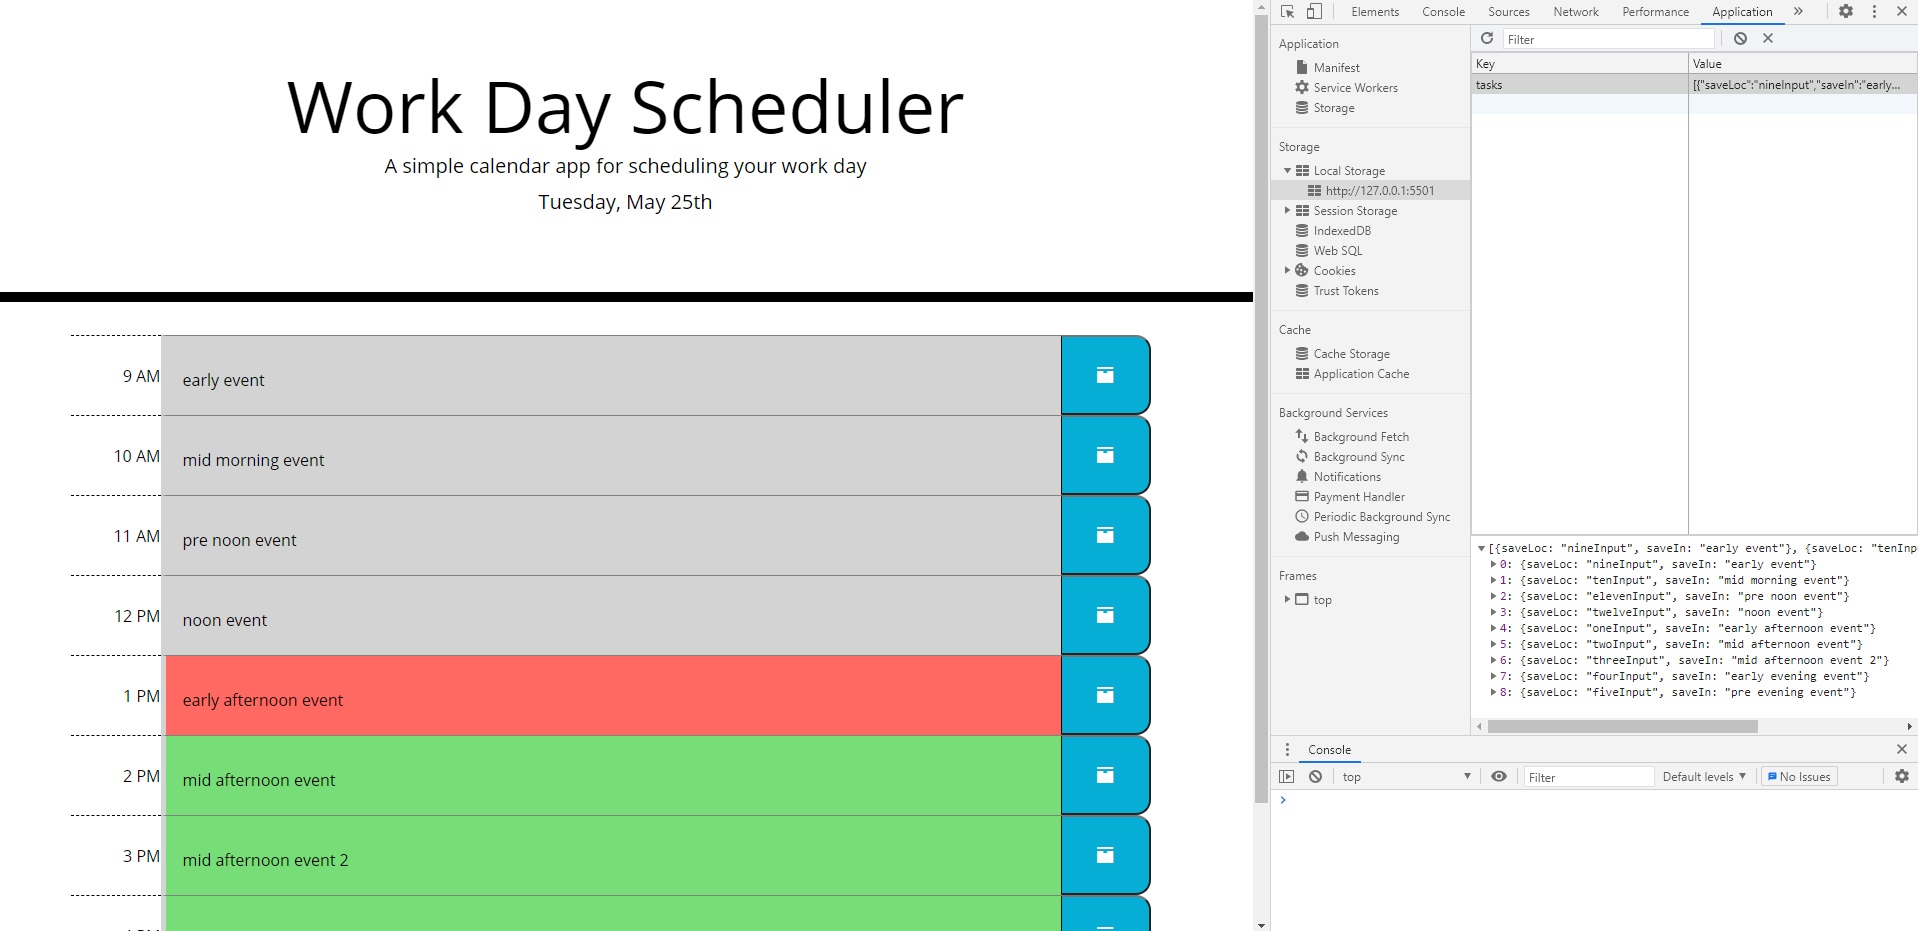 Work Day Scheduler
A simple calendar app for scheduling your work day
Tuesday, May 25th
9 AM
early event
10 AM
mid morning event
11 AM
pre noon event
12 PM
noon event
1 PM
early afternoon event
2 PM
mid afternoon event
3 PM
mid afternoon event 2
Elements Console Sources Network Performance Application »
Application
Manifest
Service Workers
Storage
Storage
Local Storage
http://127.0.0.1:5501
Session Storage
IndexedDB
Web SQL
Cookies
Trust Tokens
Cache
Cache Storage
Application Cache
Background Services
Background Fetch
Background Sync
Notifications
Payment Handler
Periodic Background Sync
Push Messaging
Frames
top
Filter
Key Value
tasks [{"saveLoc":"nineInput","saveIn":"early...
[{saveLoc: "nineInput", saveIn: "early event"}, {saveLoc: "tenInp
0: {saveLoc: "nineInput", saveIn: "early event"}
1: {saveLoc: "tenInput", saveIn: "mid morning event"}
2: {saveLoc: "elevenInput", saveIn: "pre noon event"}
3: {saveLoc: "twelveInput", saveIn: "noon event"}
4: {saveLoc: "oneInput", saveIn: "early afternoon event"}
5: {saveLoc: "twoInput", saveIn: "mid afternoon event"}
6: {saveLoc: "threeInput", saveIn: "mid afternoon event 2"}
7: {saveLoc: "fourInput", saveIn: "early evening event"}
8: {saveLoc: "fiveInput", saveIn: "pre evening event"}
Console
top Filter Default levels No Issues